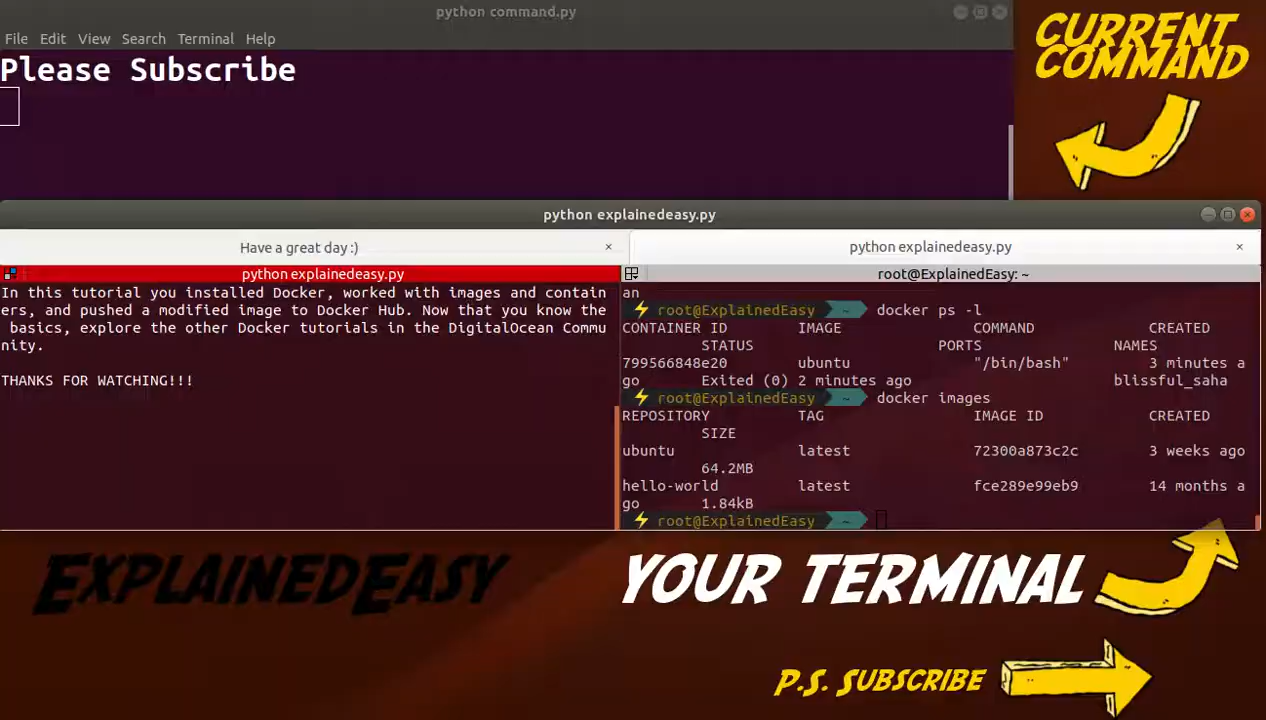 python command.py
File Edit View Search Terminal Help
Please Subscribe
CURRENT
COMMAND
python explainedeasy.py
Have a great day :) ×
python explainedeasy.py ×
python explainedeasy.py
In this tutorial you installed Docker, worked with images and contain
ers, and pushed a modified image to Docker Hub. Now that you know the
basics, explore the other Docker tutorials in the DigitalOcean Commu
nity.
THANKS FOR WATCHING!!!
root@ExplainedEasy: ~
an
⚡ root@ExplainedEasy ~ docker ps -l
CONTAINER ID IMAGE COMMAND CREATED
STATUS PORTS NAMES
799566848e20 ubuntu "/bin/bash" 3 minutes a
go Exited (0) 2 minutes ago blissful_saha
⚡ root@ExplainedEasy ~ docker images
REPOSITORY TAG IMAGE ID CREATED
SIZE
ubuntu latest 72300a873c2c 3 weeks ago
64.2MB
hello-world latest fce289e99eb9 14 months a
go 1.84kB
⚡ root@ExplainedEasy ~
EXPLAINEDEASY
YOUR TERMINAL
P.S. SUBSCRIBE